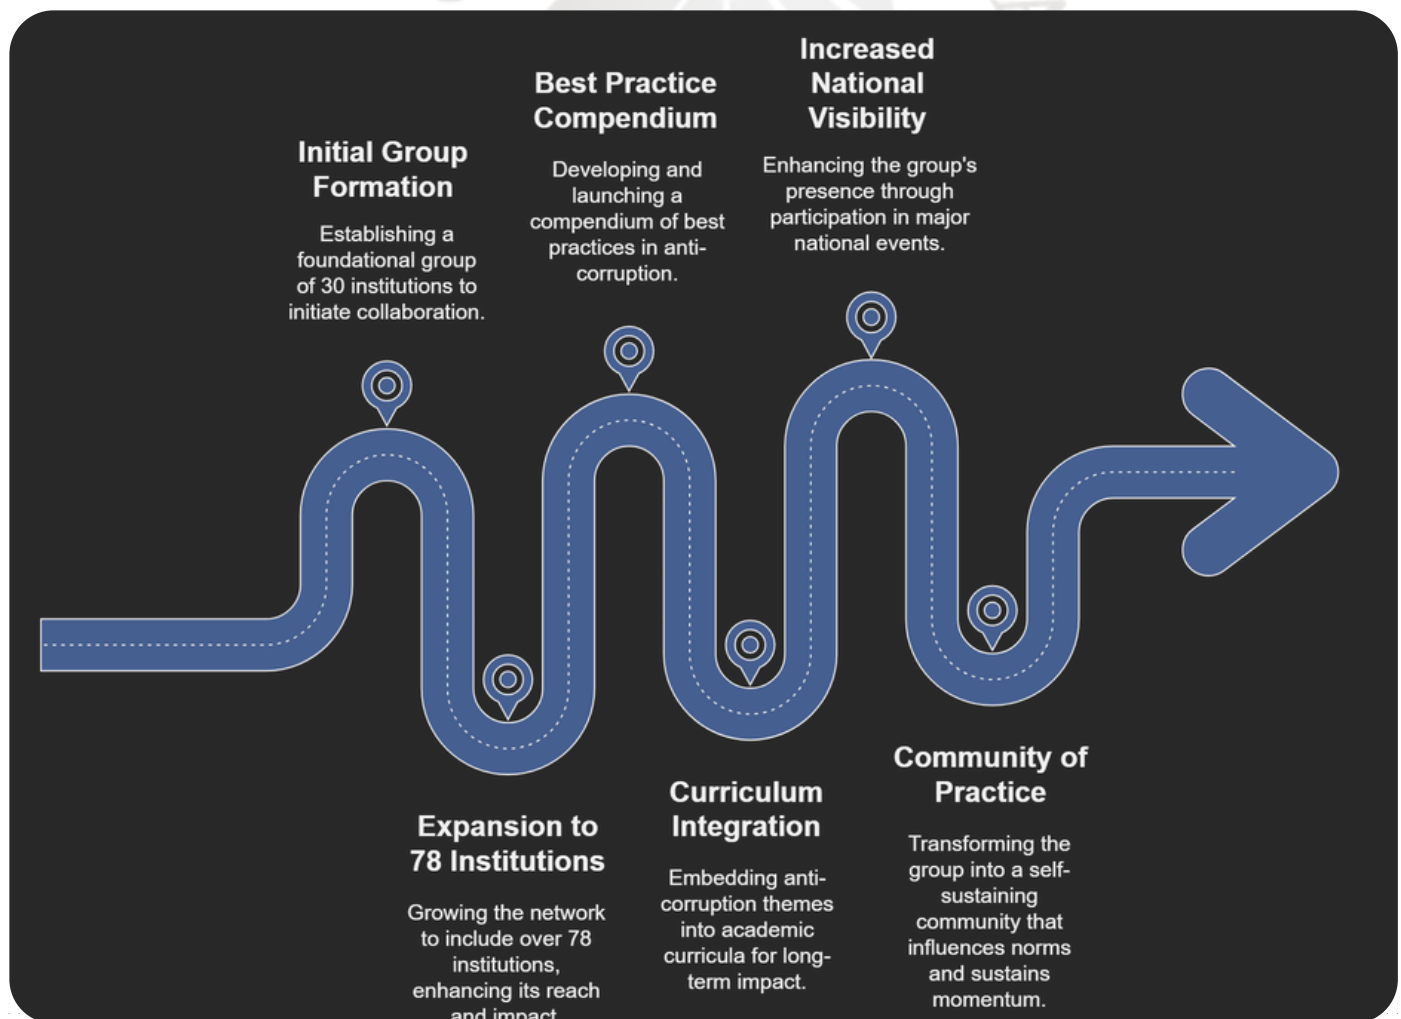 Initial Group
Formation
Establishing a
foundational group
of 30 institutions to
initiate collaboration.
Expansion to
78 Institutions
Growing the network
to include over 78
institutions,
enhancing its reach
and impact
Best Practice
Compendium
Developing and
launching a
compendium of best
practices in anti-
corruption.
Curriculum
Integration
Embedding anti-
corruption themes
into academic
curricula for long-
term impact.
Increased
National
Visibility
Enhancing the group's
presence through
participation in major
national events.
Community of
Practice
Transforming the
group into a self-
sustaining
community that
influences norms
and sustains
momentum.